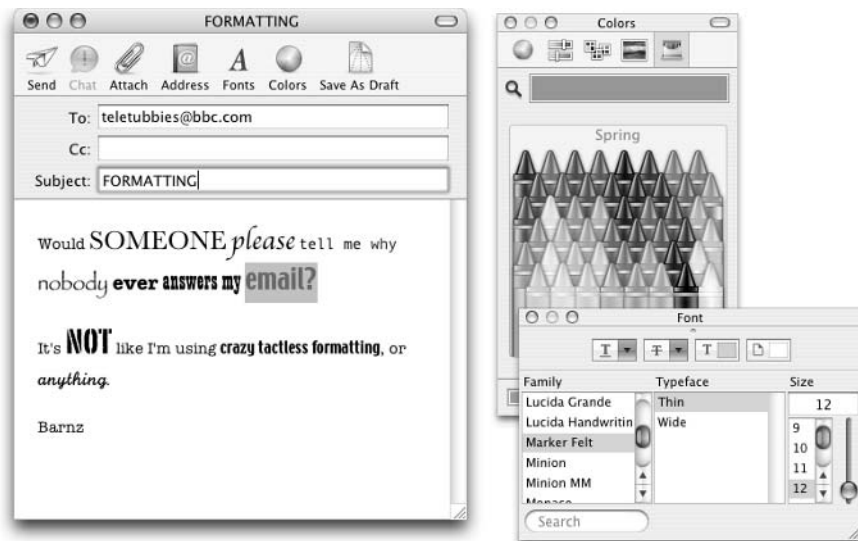 FORMATTING
Send Chat Attach Address Fonts Colors Save As Draft
To: teletubbies@bbc.com
Cc:
Subject: FORMATTING
Would SOMEONE please tell me why
nobody ever answers my email?
It's NOT like I'm using crazy tactless formatting, or
anything.
Barnz
Colors
Spring
Font
T T T
Family Typeface Size
Lucida Grande Thin 12
Lucida Handwritin Wide 9
Marker Felt 10
Minion 11
Minion MM 12
Monaco
Search